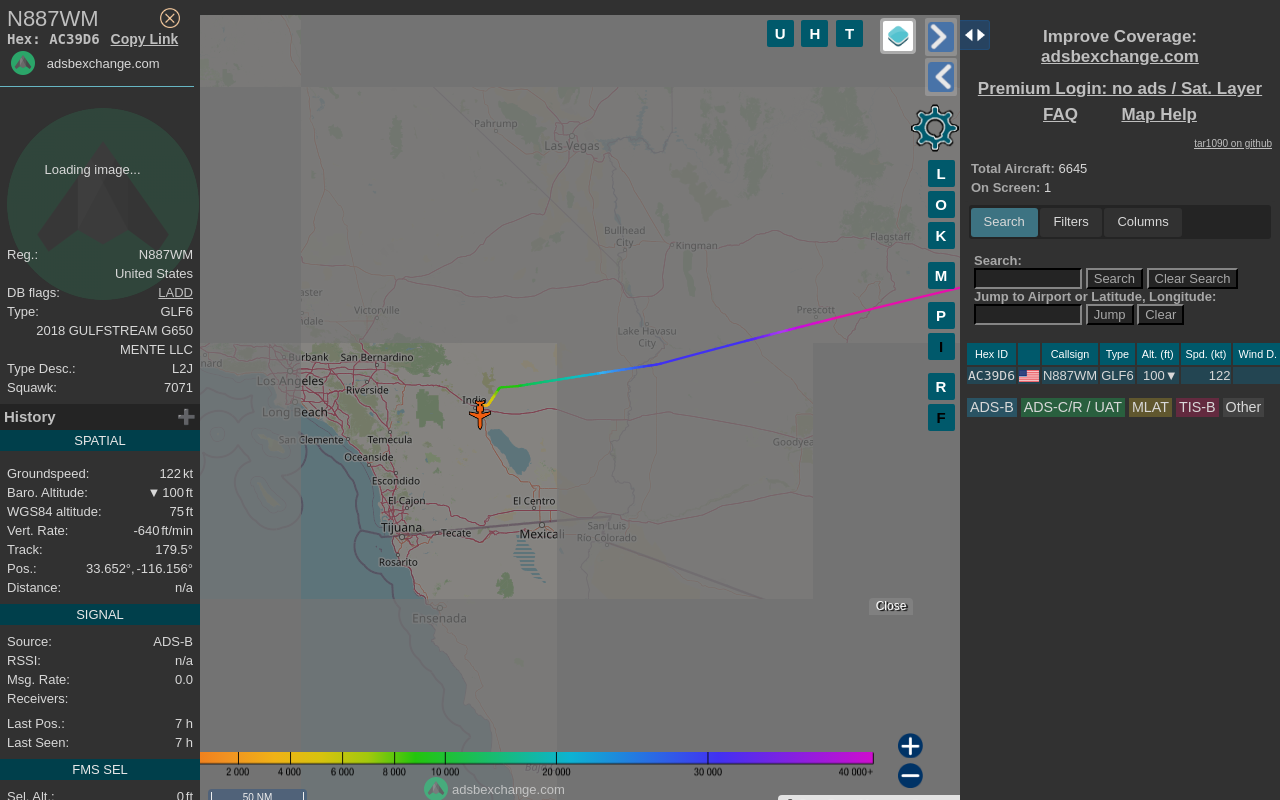 N887WM
Hex: AC39D6 Copy Link
adsbexchange.com
Loading image...
Reg.: N887WM
United States
DB flags: LADD
Type: GLF6
2018 GULFSTREAM G650
MENTE LLC
Type Desc.: L2J
Squawk: 7071
History
SPATIAL
Groundspeed: 122 kt
Baro. Altitude: ▼ 100 ft
WGS84 altitude: 75 ft
Vert. Rate: -640 ft/min
Track: 179.5°
Pos.: 33.652°, -116.156°
Distance: n/a
SIGNAL
Source: ADS-B
RSSI: n/a
Msg. Rate: 0.0
Receivers:
Last Pos.: 7 h
Last Seen: 7 h
FMS SEL
Sel. Alt.: 0 ft
U H T
L
O
K
M
P
I
R
F
Pahrump
Las Vegas
Bullhead
City
Kingman
Flagstaff
Victorville
Prescott
Lake Havasu
City
Burbank
San Bernardino
Los Angeles
Riverside
Long Beach
Indio
San Clemente
Temecula
Oceanside
Escondido
El Cajon
El Centro
Tijuana
Tecate
Mexicali
San Luis
Río Colorado
Rosarito
Ensenada
Close
2 000 4 000 6 000 8 000 10 000 20 000 30 000 40 000+
adsbexchange.com
50 NM
Improve Coverage:
adsbexchange.com
Premium Login: no ads / Sat. Layer
FAQ Map Help
tar1090 on github
Total Aircraft: 6645
On Screen: 1
Search Filters Columns
Search:
Search Clear Search
Jump to Airport or Latitude, Longitude:
Jump Clear
Hex ID Callsign Type Alt. (ft) Spd. (kt) Wind D.
AC39D6 N887WM GLF6 100▼ 122
ADS-B ADS-C/R / UAT MLAT TIS-B Other